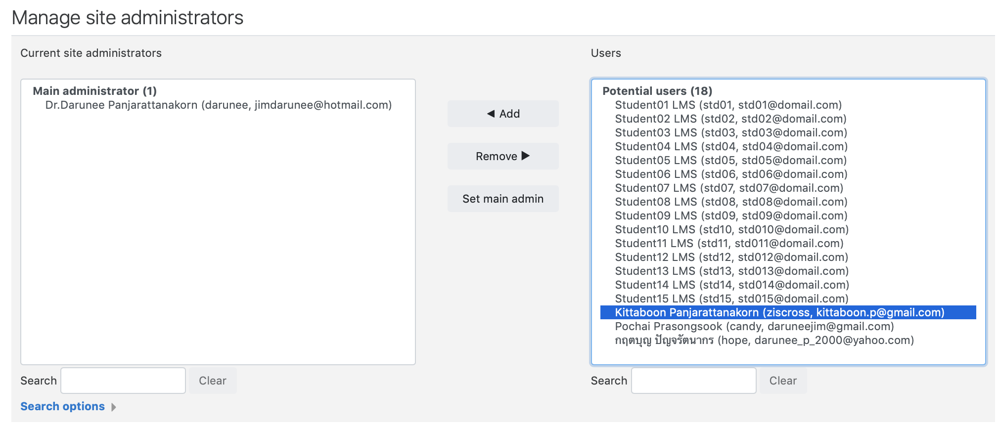 Manage site administrators
Current site administrators
Main administrator (1)
Dr.Darunee Panjarattanakorn (darunee, jimdarunee@hotmail.com)
Search
Clear
Search options
◀ Add
Remove ▶
Set main admin
Users
Potential users (18)
Student01 LMS (std01, std01@domail.com)
Student02 LMS (std02, std02@domail.com)
Student03 LMS (std03, std03@domail.com)
Student04 LMS (std04, std04@domail.com)
Student05 LMS (std05, std05@domail.com)
Student06 LMS (std06, std06@domail.com)
Student07 LMS (std07, std07@domail.com)
Student08 LMS (std08, std08@domail.com)
Student09 LMS (std09, std09@domail.com)
Student10 LMS (std10, std010@domail.com)
Student11 LMS (std11, std011@domail.com)
Student12 LMS (std12, std012@domail.com)
Student13 LMS (std13, std013@domail.com)
Student14 LMS (std14, std014@domail.com)
Student15 LMS (std15, std015@domail.com)
Kittaboon Panjarattanakorn (ziscross, kittaboon.p@gmail.com)
Pochai Prasongsook (candy, daruneejim@gmail.com)
กฤตบุญ ปัญจรัตนากร (hope, darunee_p_2000@yahoo.com)
Search
Clear